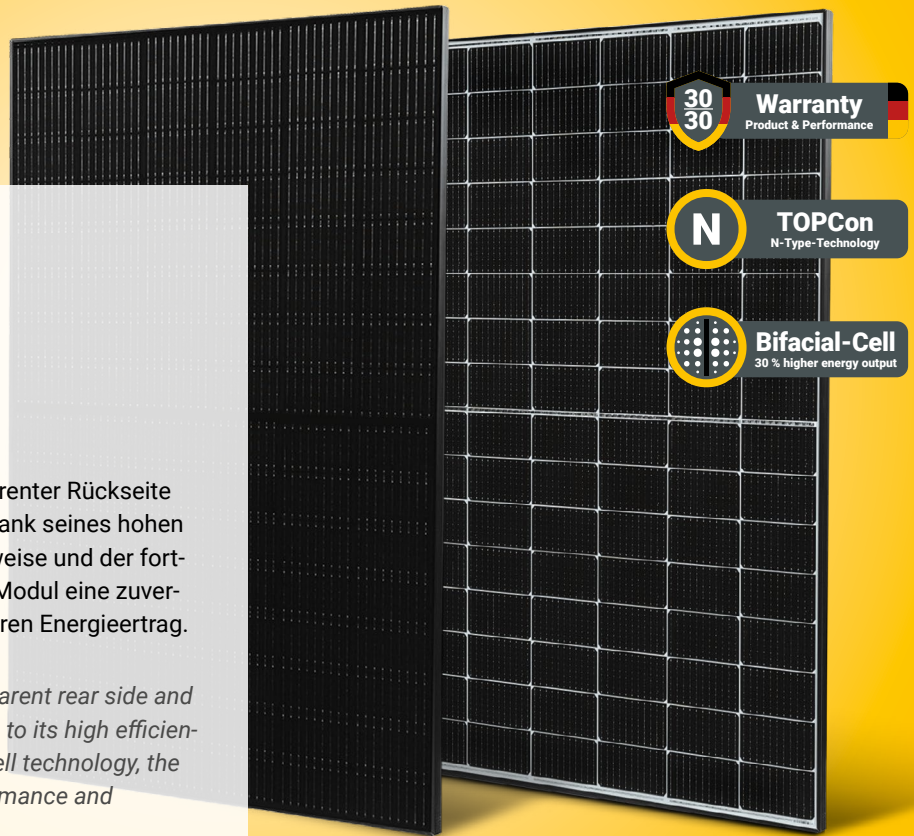 30
30
Warranty
Product & Performance
N
TOPCon
N-Type-Technology
Bifacial-Cell
30 % higher energy output
renter Rückseite
ank seines hohen
weise und der fort-
Modul eine zuver-
ren Energieertrag.
arent rear side and
to its high efficien-
ell technology, the
mance and